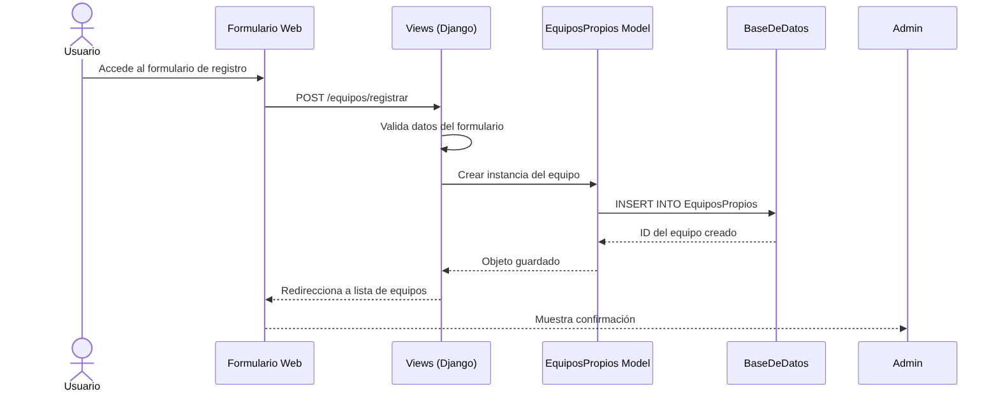 Usuario
Formulario Web
Views (Django)
EquiposPropios Model
BaseDeDatos
Admin
Accede al formulario de registro
POST /equipos/registrar
Valida datos del formulario
Crear instancia del equipo
INSERT INTO EquiposPropios
ID del equipo creado
Objeto guardado
Redirecciona a lista de equipos
Muestra confirmación
Usuario
Formulario Web
Views (Django)
EquiposPropios Model
BaseDeDatos
Admin